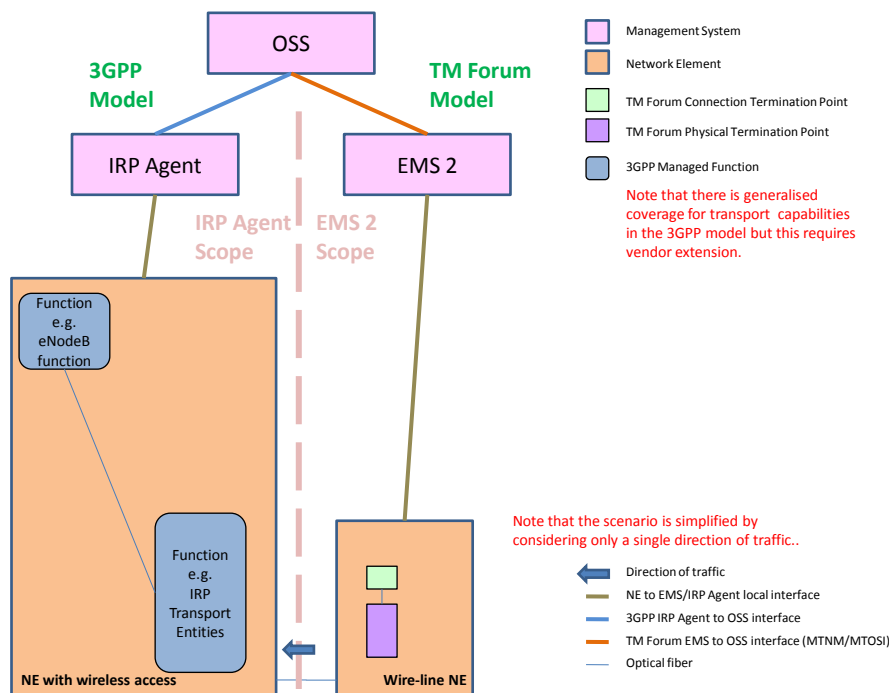 OSS
3GPP
Model
TM Forum
Model
IRP Agent
EMS 2
IRP Agent
Scope
EMS 2
Scope
Function
e.g.
eNodeB
function
Function
e.g.
IRP
Transport
Entities
NE with wireless access
Wire-line NE
Management System
Network Element
TM Forum Connection Termination Point
TM Forum Physical Termination Point
3GPP Managed Function
Note that there is generalised
coverage for transport capabilities
in the 3GPP model but this requires
vendor extension.
Note that the scenario is simplified by
considering only a single direction of traffic..
Direction of traffic
NE to EMS/IRP Agent local interface
3GPP IRP Agent to OSS interface
TM Forum EMS to OSS interface (MTNM/MTOSI)
Optical fiber